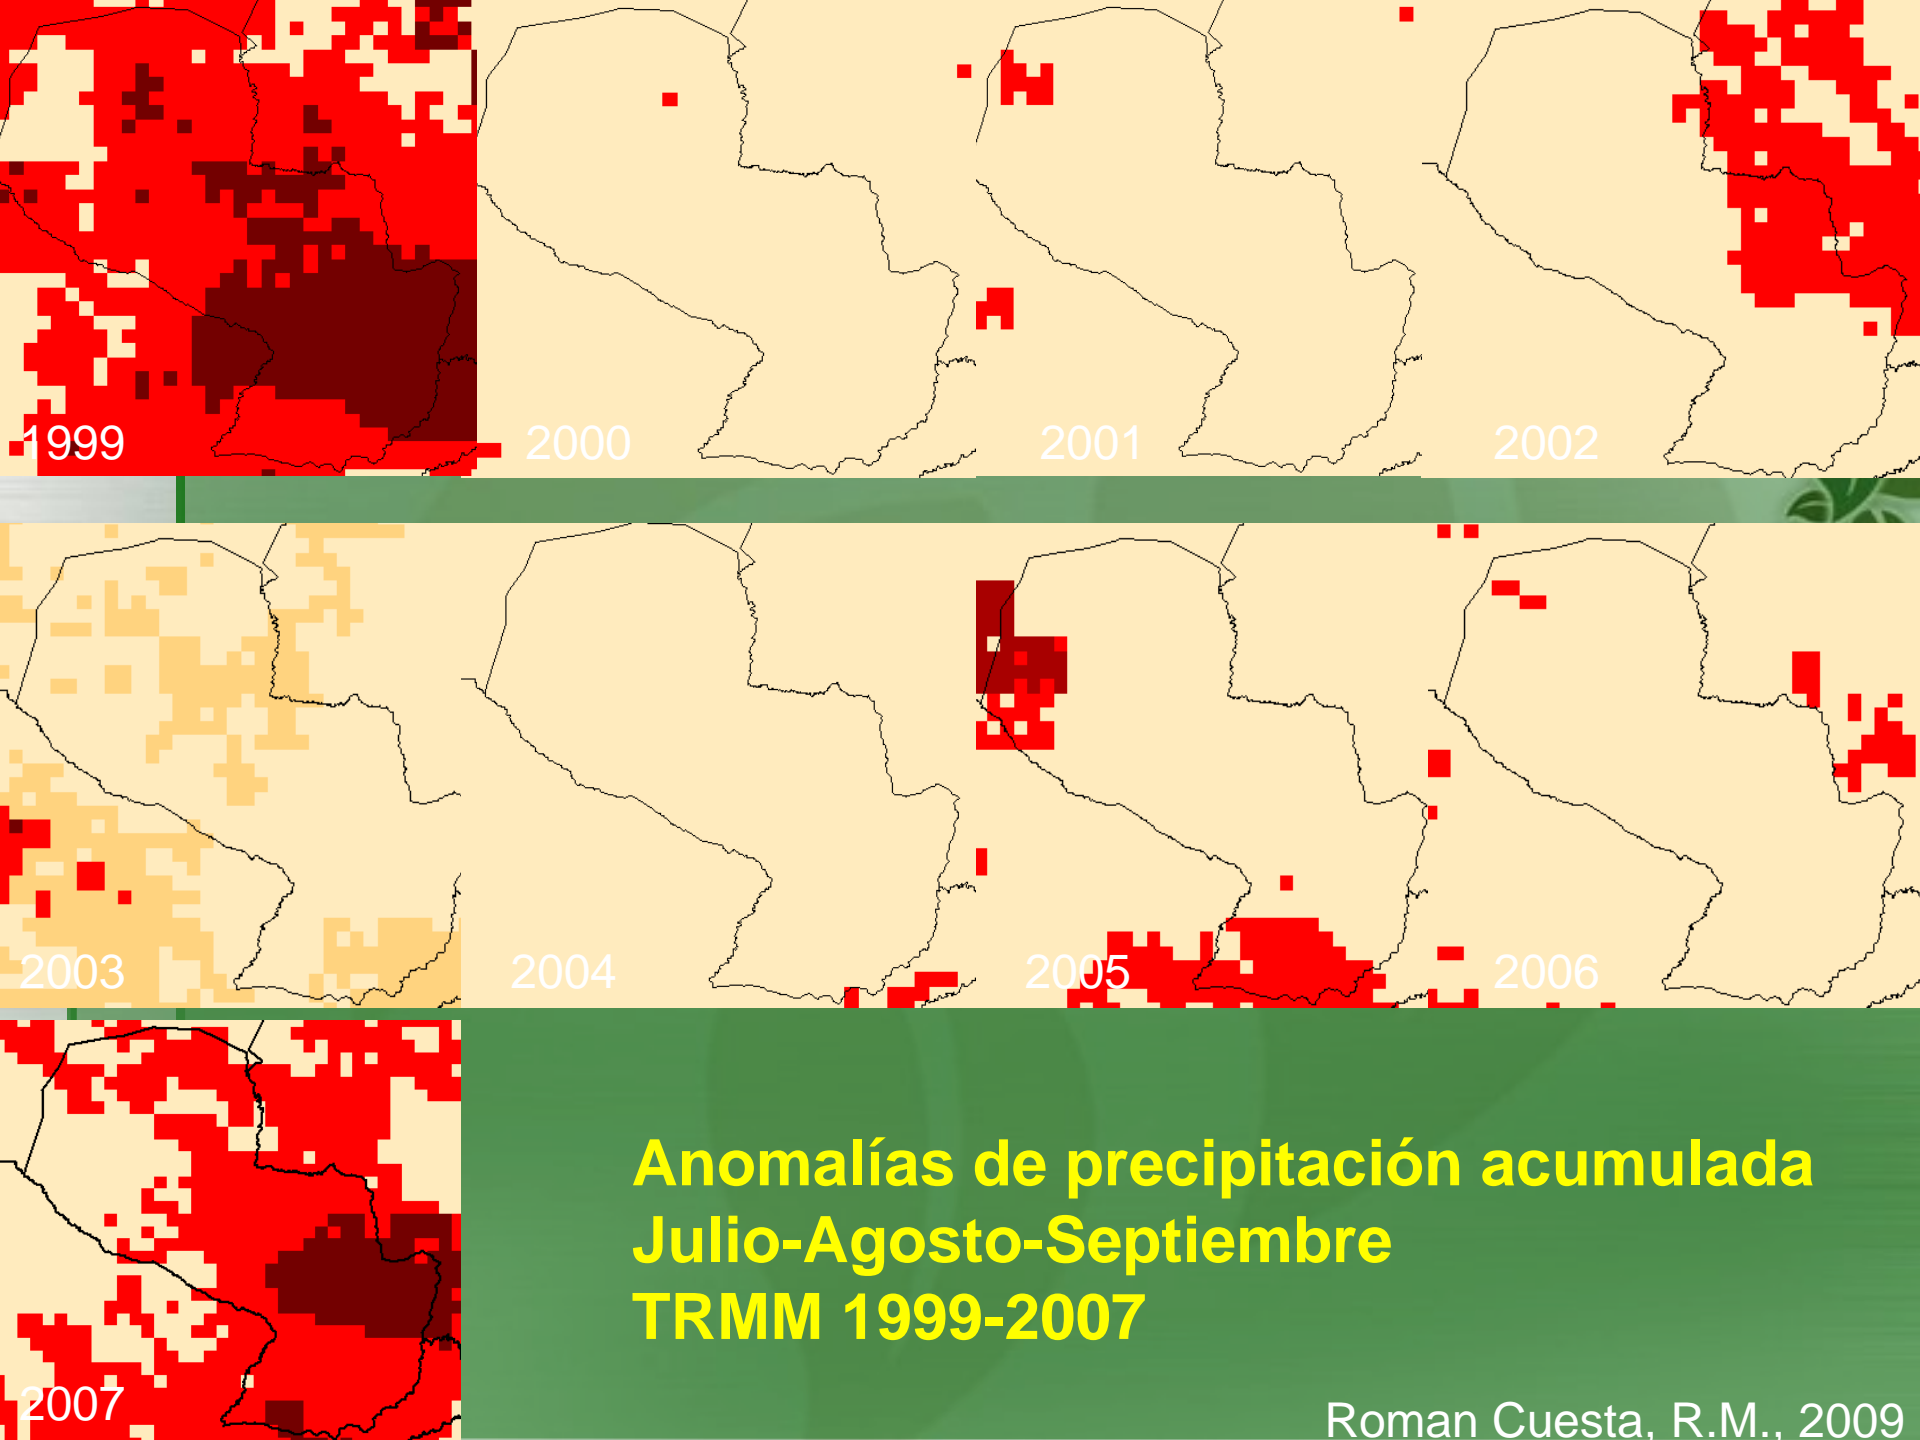 1999
2000
2001
2002
2003
2004
2005
2006
2007
Anomalías de precipitación acumulada
Julio-Agosto-Septiembre
TRMM 1999-2007
Roman Cuesta, R.M., 2009